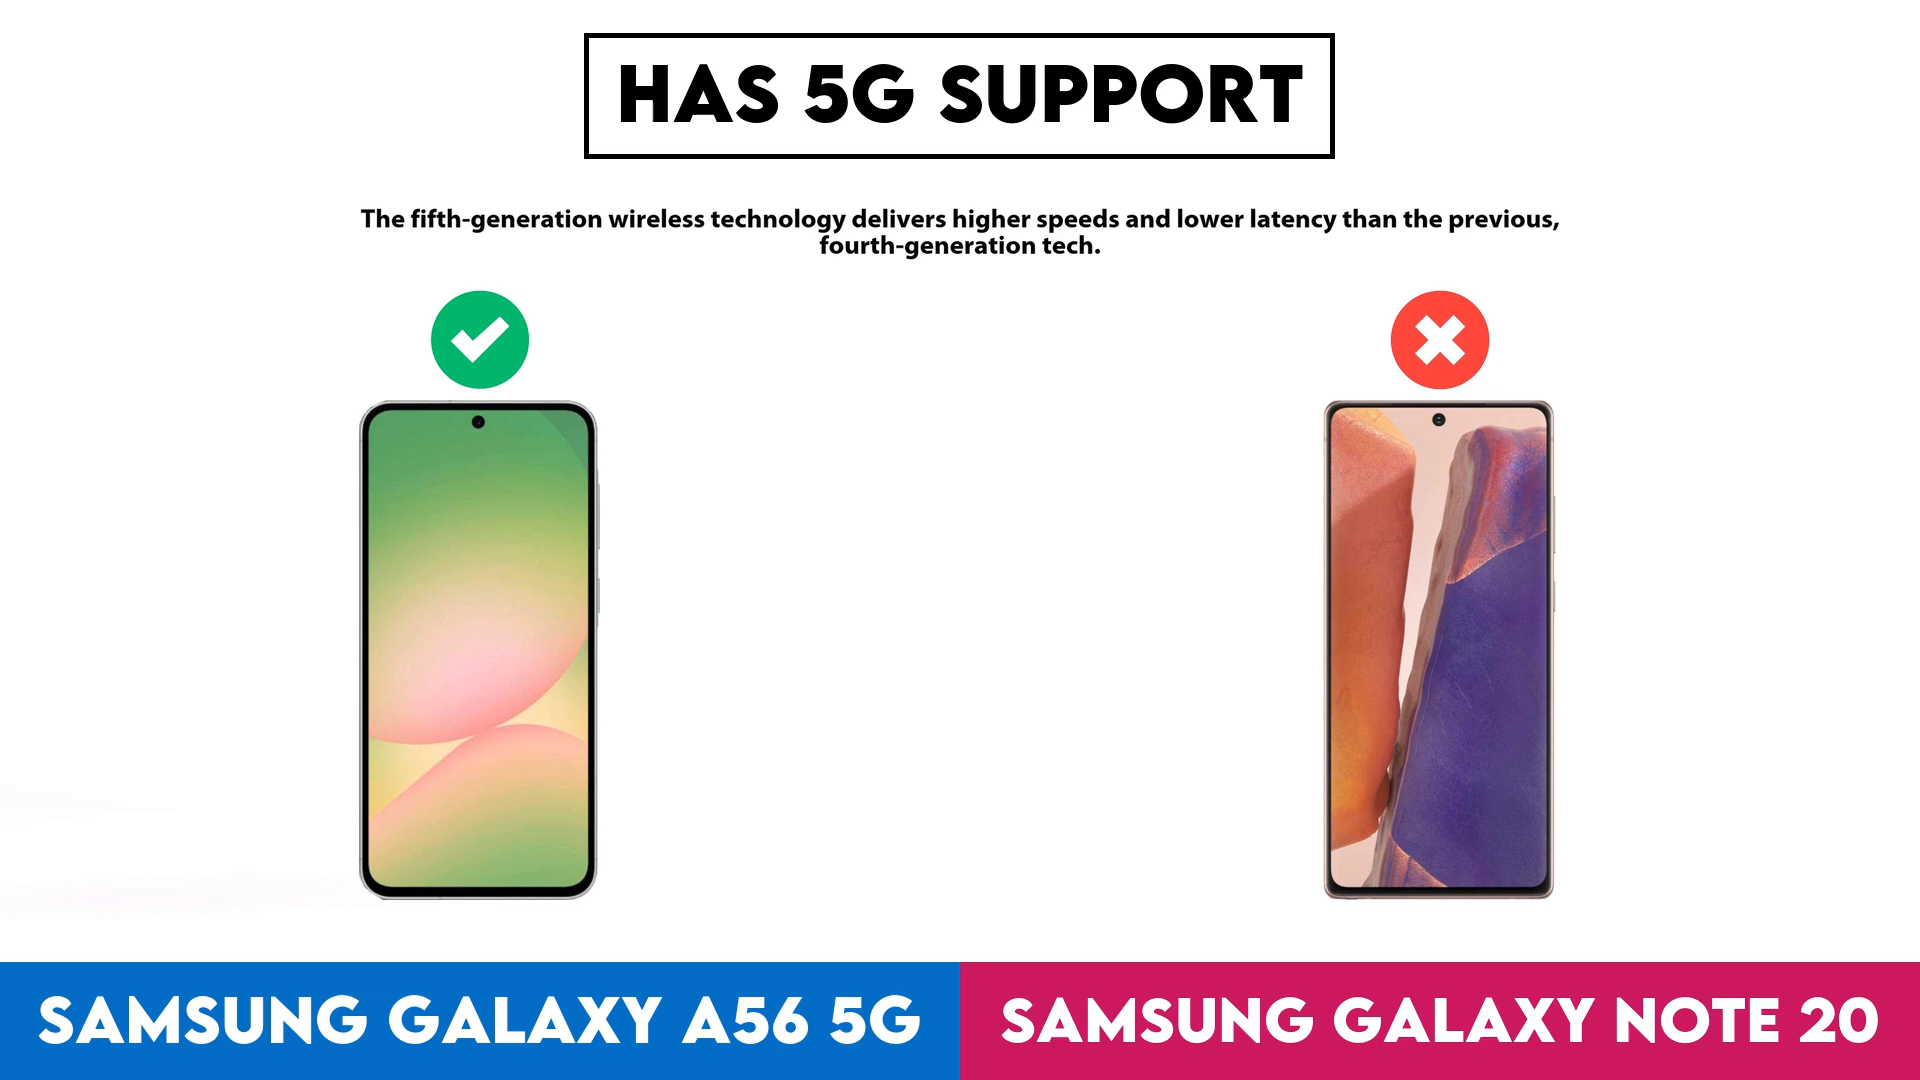 HAS 5G SUPPORT
The fifth-generation wireless technology delivers higher speeds and lower latency than the previous,
fourth-generation tech.
SAMSUNG GALAXY A56 5G
SAMSUNG GALAXY NOTE 20